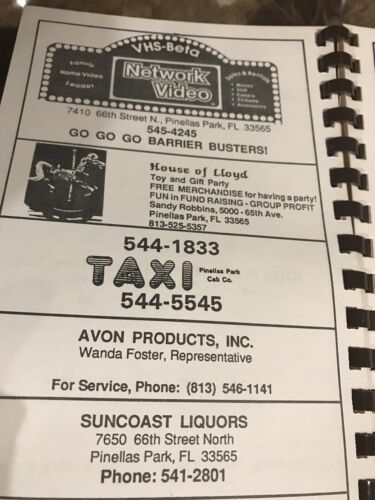 VHS-Beta
Family
Home Video
Leader
Network
Video
Sales & Rentals
• Movies
• VCR
• Camera
• TV/Game
• Accessories
7410 66th Street N., Pinellas Park, FL 33565
545-4245
GO GO GO BARRIER BUSTERS!
House of Lloyd
Toy and Gift Party
FREE MERCHANDISE for having a party!
FUN in FUND RAISING - GROUP PROFIT
Sandy Robbins, 5000 - 65th Ave.
Pinellas Park, FL 33565
813-525-5357
544-1833
TAXI
Pinellas Park
Cab Co.
544-5545
AVON PRODUCTS, INC.
Wanda Foster, Representative
For Service, Phone: (813) 546-1141
SUNCOAST LIQUORS
7650 66th Street North
Pinellas Park, FL 33565
Phone: 541-2801